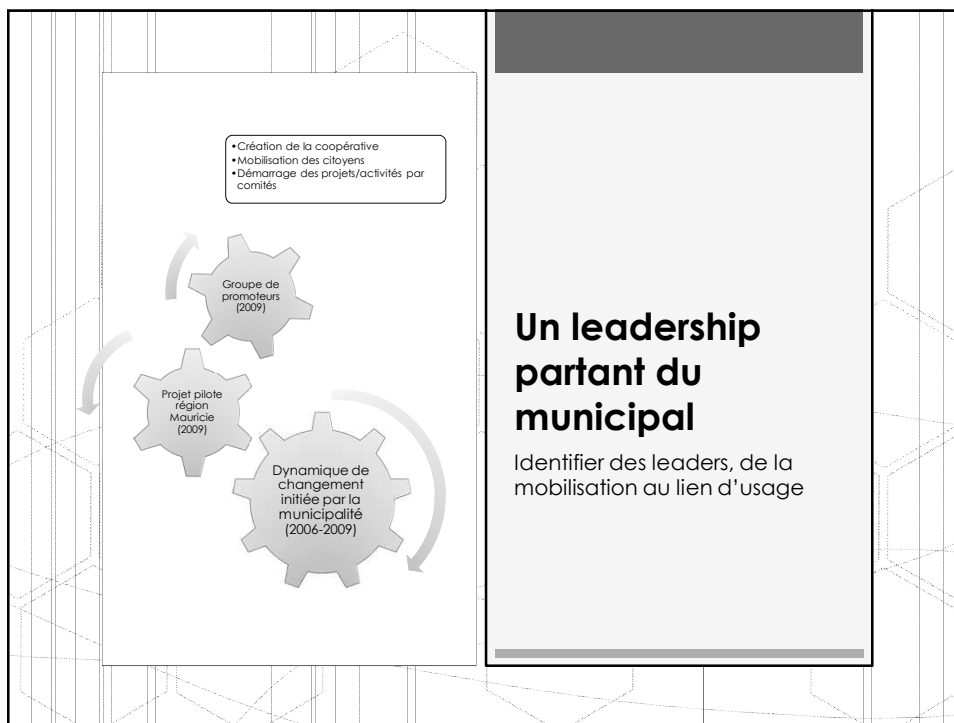 •Création de la coopérative
•Mobilisation des citoyens
•Démarrage des projets/activités par
comités
Groupe de
promoteurs
(2009)
Projet pilote
région
Mauricie
(2009)
Dynamique de
changement
initiée par la
municipalité
(2006-2009)
Un leadership
partant du
municipal
Identifier des leaders, de la
mobilisation au lien d’usage